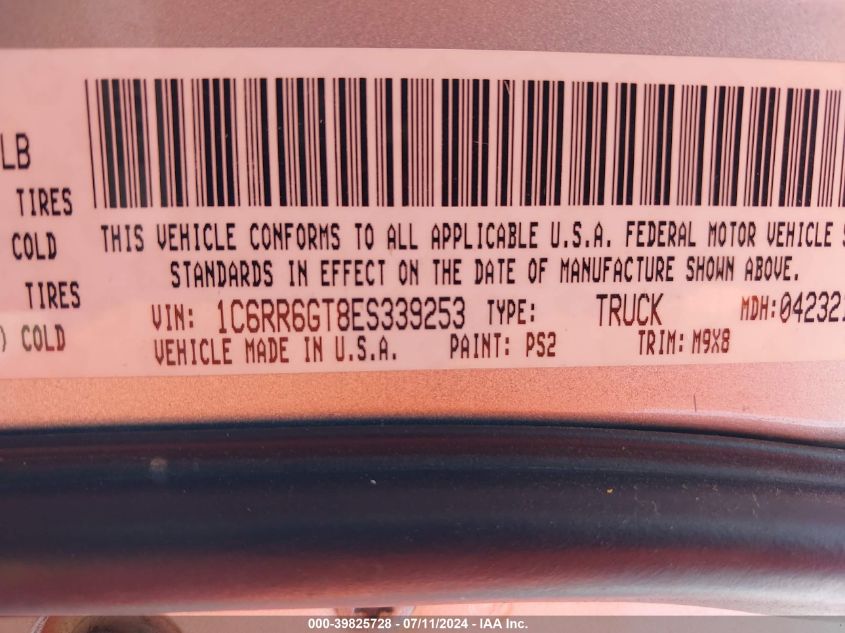 LB
TIRES
COLD
TIRES
) COLD
THIS VEHICLE CONFORMS TO ALL APPLICABLE U.S.A. FEDERAL MOTOR VEHICLE S
STANDARDS IN EFFECT ON THE DATE OF MANUFACTURE SHOWN ABOVE.
VIN: 1C6RR6GT8ES339253 TYPE: TRUCK MDH: 04232
VEHICLE MADE IN U.S.A. PAINT: PS2 TRIM: M9X8
000-39825728 - 07/11/2024 - IAA Inc.